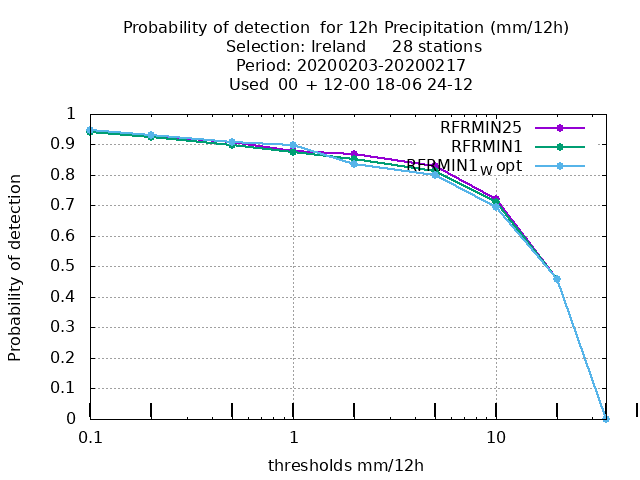 Probability of detection  for 12h Precipitation (mm/12h)
Selection: Ireland     28 stations
Period: 20200203-20200217
Used  00 + 12-00 18-06 24-12
RFRMIN25
RFRMIN1
RFRMIN1W opt
1
0.9
0.8
0.7
0.6
0.5
0.4
0.3
0.2
0.1
0
Probability of detection
0.1 1 10
thresholds mm/12h